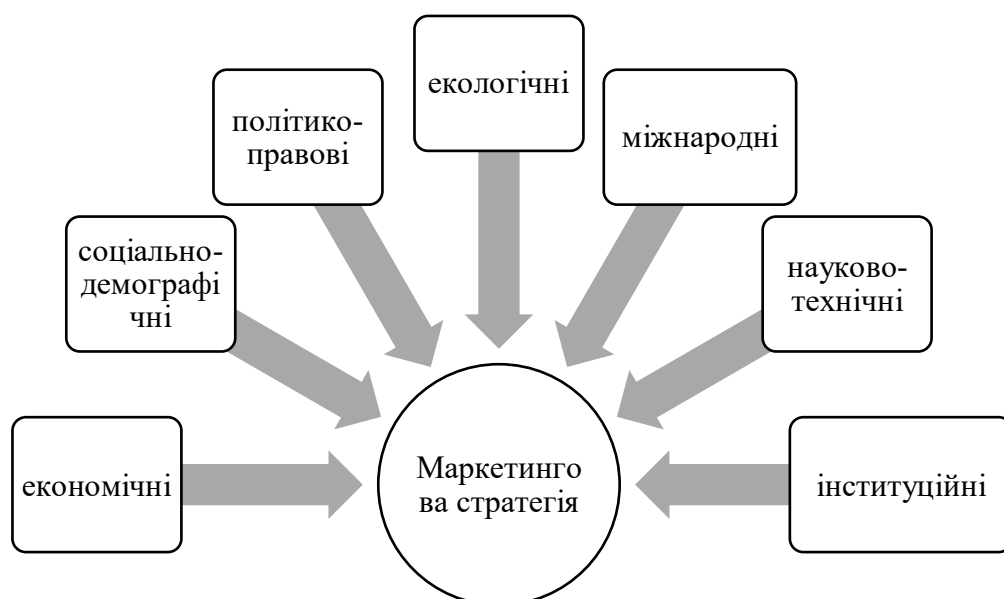 екологічні
політико-
правові
міжнародні
соціально-
демографі
чні
науково-
технічні
економічні
Маркетинго
ва стратегія
інституційні